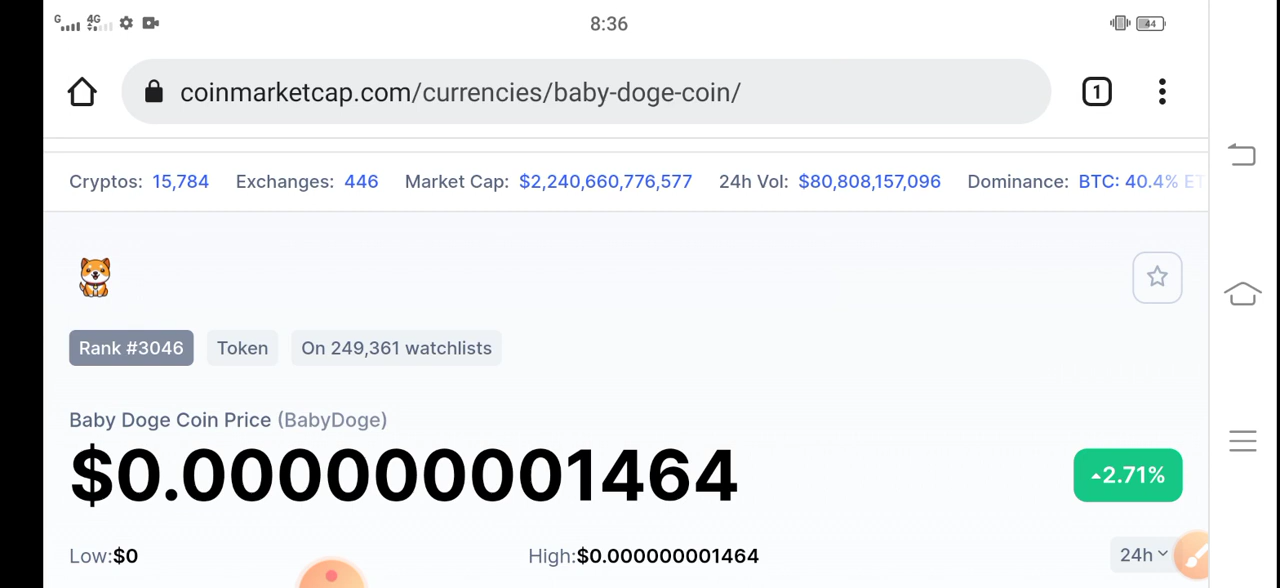 G 4G 8:36 44
coinmarketcap.com/currencies/baby-doge-coin/ 1
Cryptos: 15,784 Exchanges: 446 Market Cap: $2,240,660,776,577 24h Vol: $80,808,157,096 Dominance: BTC: 40.4% ET
Rank #3046 Token On 249,361 watchlists
Baby Doge Coin Price (BabyDoge)
$0.000000001464 2.71%
Low:$0 High:$0.000000001464 24h